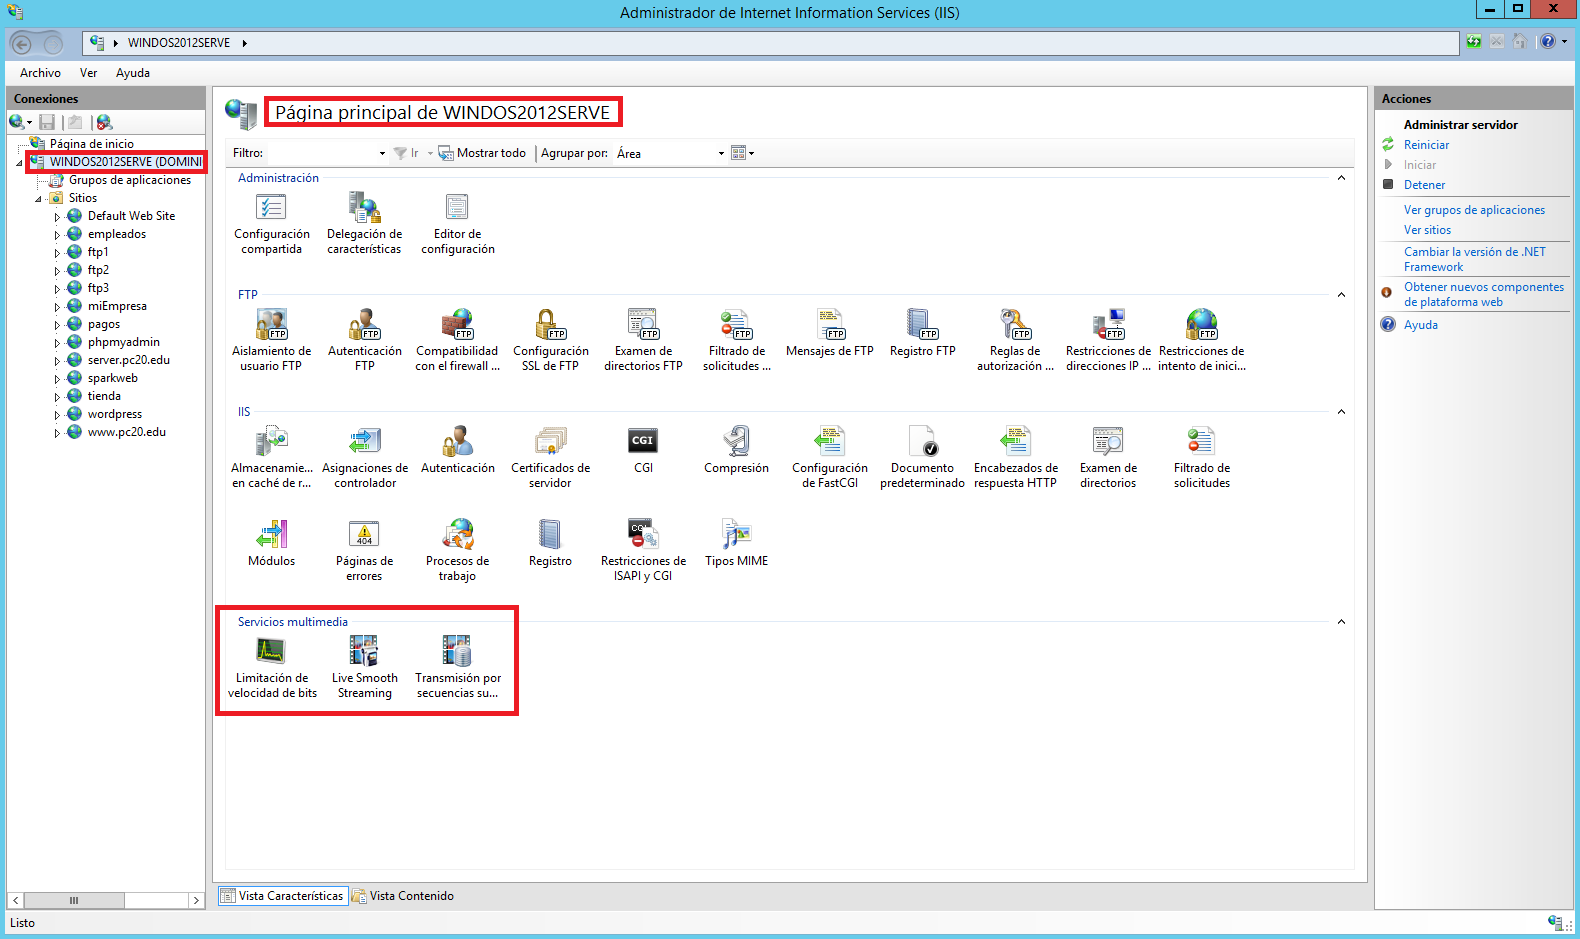 Administrador de Internet Information Services (IIS)
WINDOS2012SERVE
Archivo Ver Ayuda
Conexiones
Página de inicio
WINDOS2012SERVE (DOMINI
Grupos de aplicaciones
Sitios
Default Web Site
empleados
ftp1
ftp2
ftp3
miEmpresa
pagos
phpmyadmin
server.pc20.edu
sparkweb
tienda
wordpress
www.pc20.edu
Página principal de WINDOS2012SERVE
Filtro: Ir Mostrar todo Agrupar por: Área
Administración
Configuración compartida
Delegación de características
Editor de configuración
FTP
Aislamiento de usuario FTP
Autenticación FTP
Compatibilidad con el firewall ...
Configuración SSL de FTP
Examen de directorios FTP
Filtrado de solicitudes ...
Mensajes de FTP
Registro FTP
Reglas de autorización ...
Restricciones de direcciones IP ...
Restricciones de intento de inici...
IIS
Almacenamie... en caché de r...
Asignaciones de controlador
Autenticación
Certificados de servidor
CGI
CGI
Compresión
Configuración de FastCGI
Documento predeterminado
Encabezados de respuesta HTTP
Examen de directorios
Filtrado de solicitudes
Módulos
404
Páginas de errores
Procesos de trabajo
Registro
Restricciones de ISAPI y CGI
Tipos MIME
Servicios multimedia
Limitación de velocidad de bits
Live Smooth Streaming
Transmisión por secuencias su...
Vista Características Vista Contenido
Acciones
Administrar servidor
Reiniciar
Iniciar
Detener
Ver grupos de aplicaciones
Ver sitios
Cambiar la versión de .NET
Framework
Obtener nuevos componentes
de plataforma web
Ayuda
Listo